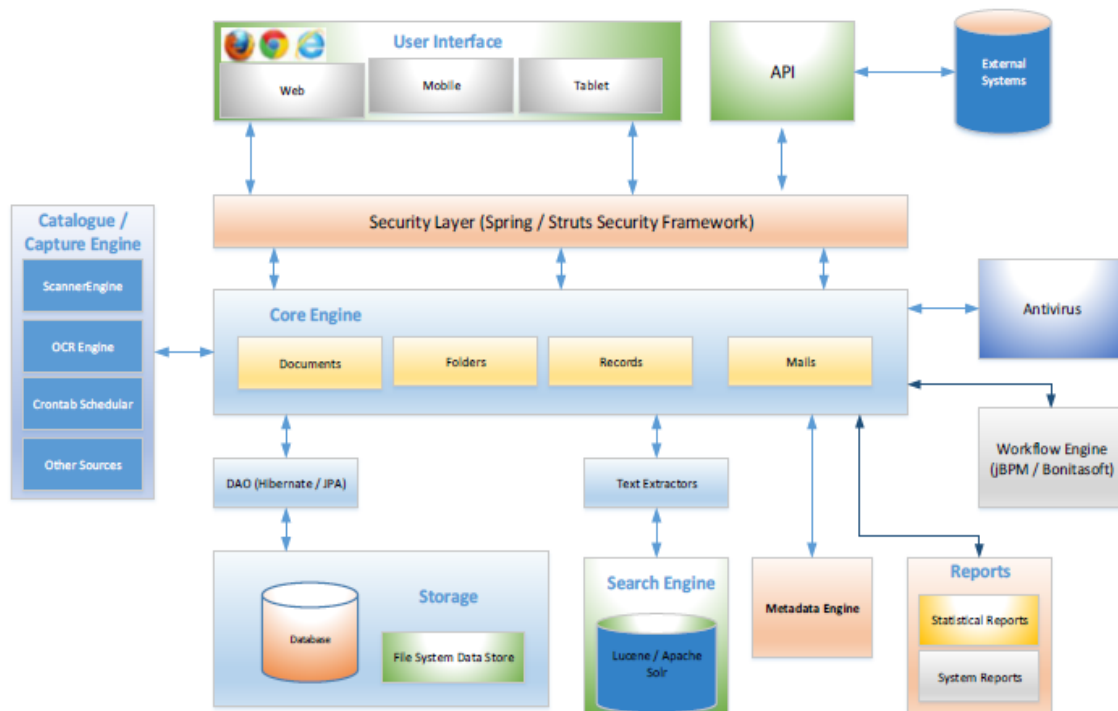 User Interface
Web
Mobile
Tablet
API
External
Systems
Security Layer (Spring / Struts Security Framework)
Catalogue /
Capture Engine
ScannerEngine
OCR Engine
Crontab Schedular
Other Sources
Core Engine
Documents
Folders
Records
Mails
Antivirus
Workflow Engine
(jBPM / Bonitasoft)
DAO (Hibernate / JPA)
Text Extractors
Storage
Database
File System Data Store
Search Engine
Lucene / Apache
Solr
Metadata Engine
Reports
Statistical Reports
System Reports